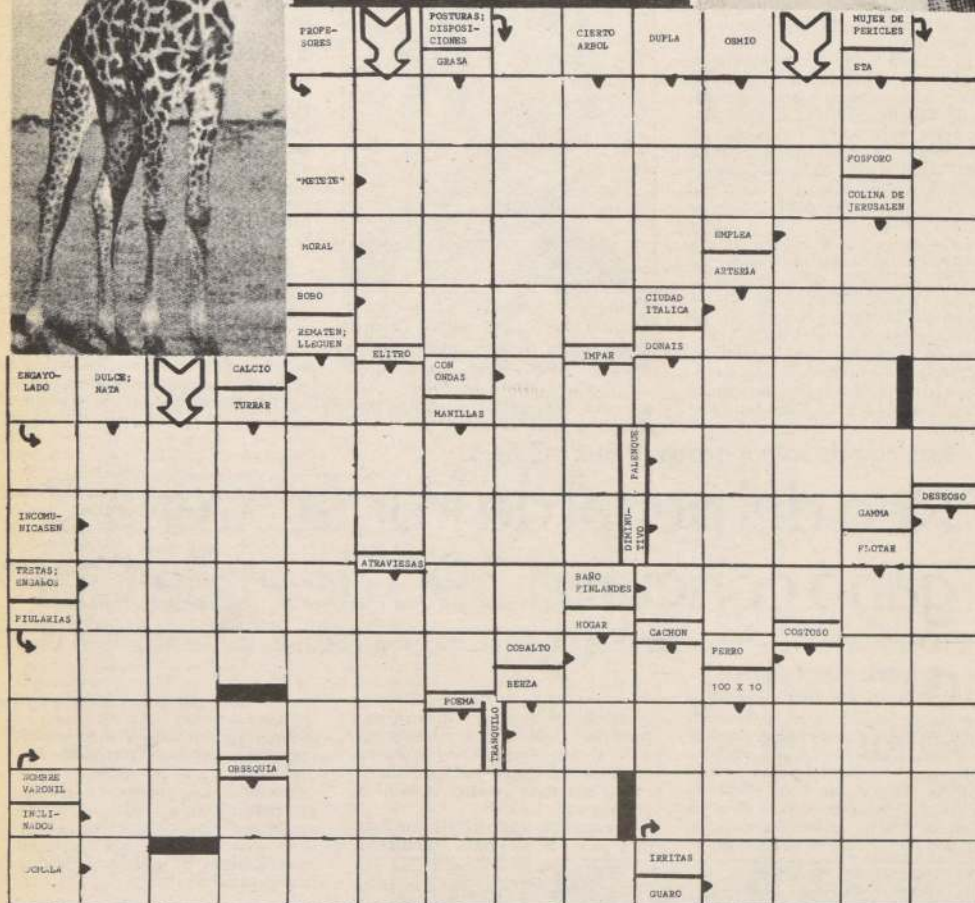 PROFE-
SORES
POSTURAS;
DISPOSI-
CIONES
GRASA
CIERTO
ARBOL
DUPLA
OSMIO
MUJER DE
PERICLES
ETA
"METETE"
FOSFORO
COLINA DE
JERUSALEN
MORAL
EMPLEA
ARTERIA
BOBO
REMATEN;
LLEGUEN
CIUDAD
ITALICA
DONAIS
ELITRO
IMPAR
ENGAYO-
LADO
DULCE;
NATA
CALCIO
TURRAR
CON
ONDAS
MANILLAS
PALENQUE
DIMINU-
TIVO
INCOMU-
NICASEN
GAMMA
FLOTAR
DESEOSO
ATRAVIESAS
TRETAS;
ENGAÑOS
PIULARIAS
BAÑO
FINLANDES
HOGAR
CACHON
COSTOSO
COBALTO
BERZA
PERRO
100 X 10
POEMA
TRANQUILO
OBSEQUIA
NOMBRE
VARONIL
INCLI-
NADOS
IRRITAS
GUARO